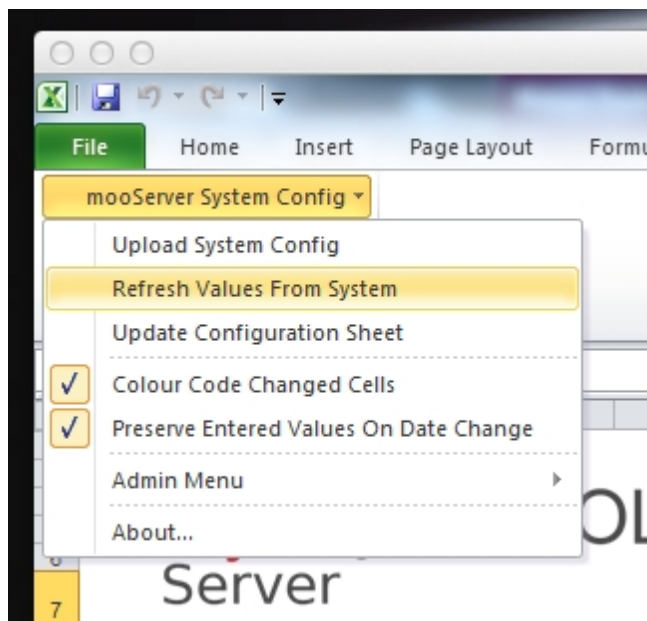 File Home Insert Page Layout
mooServer System Config
Upload System Config
Refresh Values From System
Update Configuration Sheet
Colour Code Changed Cells
Preserve Entered Values On Date Change
Admin Menu
About...
OL
Server
7